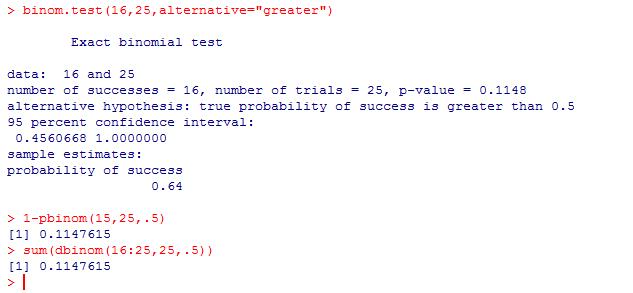 > binom.test(16,25,alternative="greater")
Exact binomial test
data:  16 and 25
number of successes = 16, number of trials = 25, p-value = 0.1148
alternative hypothesis: true probability of success is greater than 0.5
95 percent confidence interval:
0.4560668 1.0000000
sample estimates:
probability of success
0.64
> 1-pbinom(15,25,.5)
[1] 0.1147615
> sum(dbinom(16:25,25,.5))
[1] 0.1147615
>